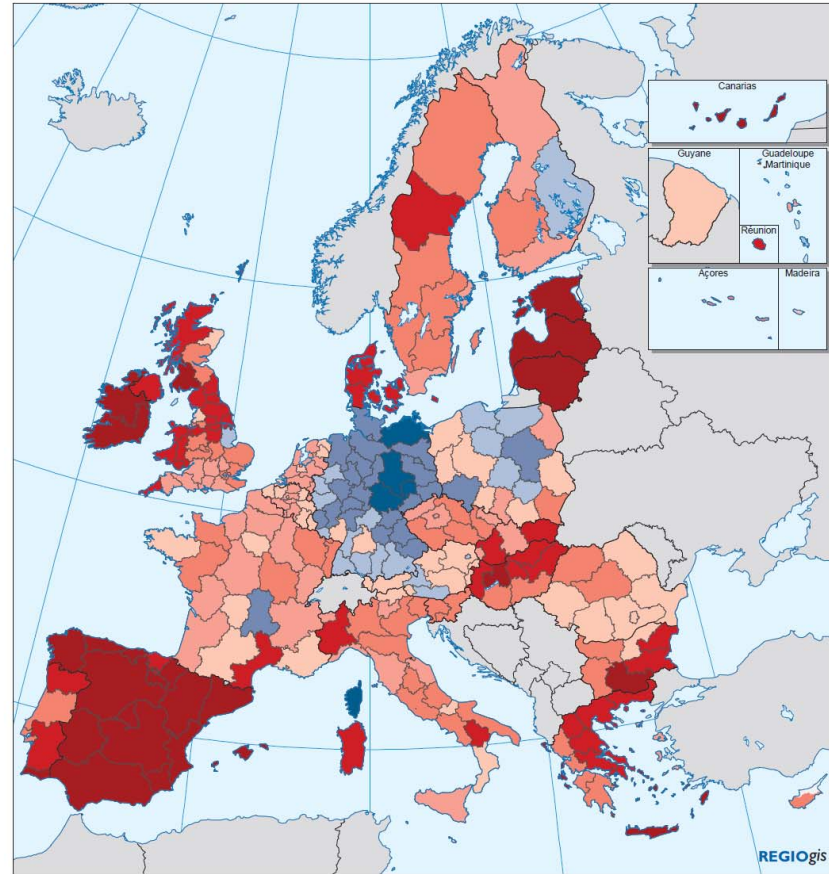 Canarias
Guyane
Guadeloupe
Martinique
Réunion
Açores
Madeira
REGIOgis